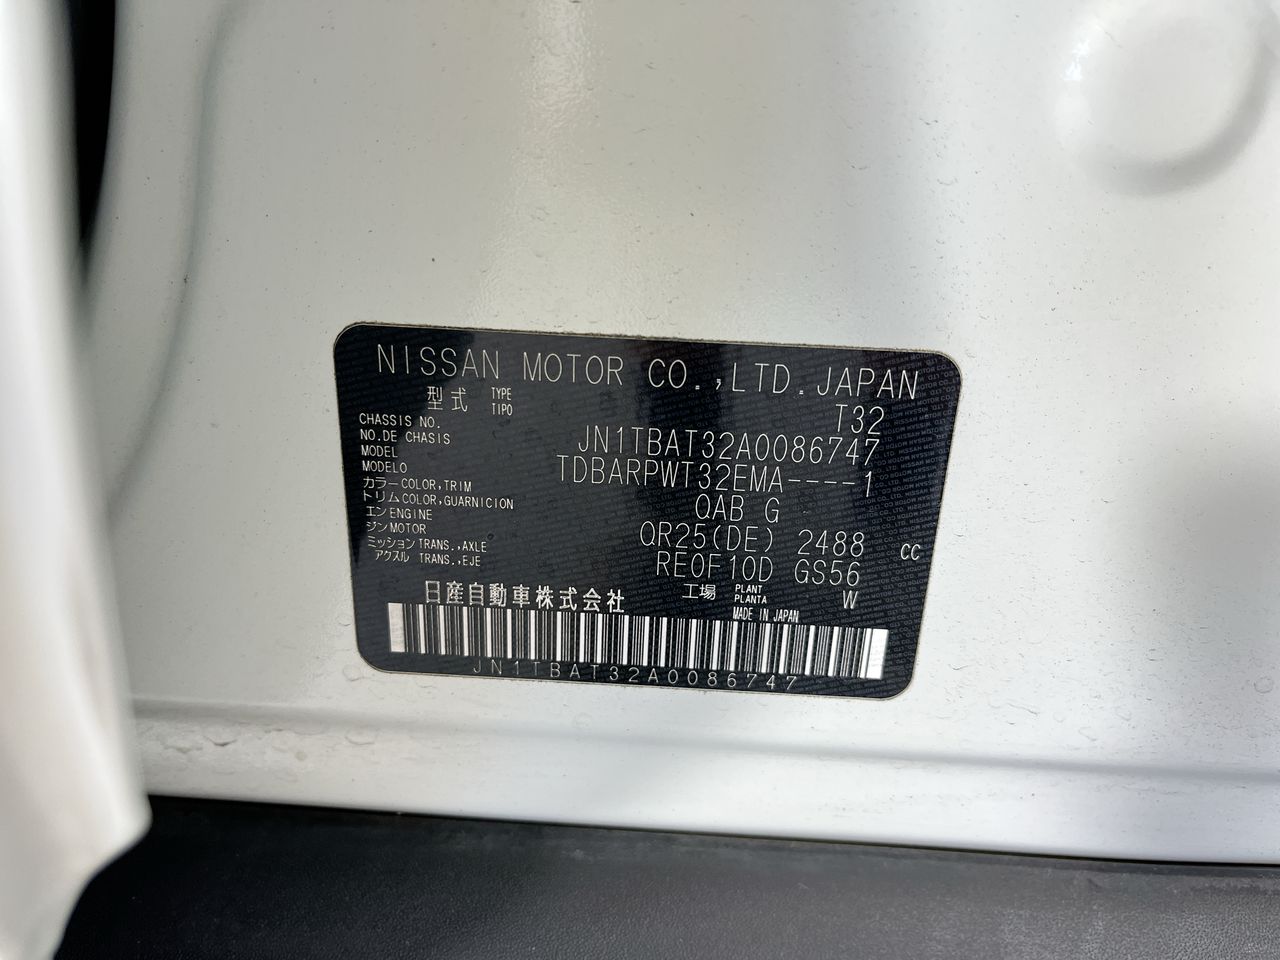 NISSAN MOTOR CO.,LTD.JAPAN
型式 TYPE TIPO T32
CHASSIS NO.
NO.DE CHASIS JN1TBAT32A0086747
MODEL
MODELO TDBARPWT32EMA----1
カラー COLOR,TRIM
トリム COLOR,GUARNICION QAB G
エン ENGINE
ジン MOTOR QR25(DE) 2488 CC
ミッション TRANS.,AXLE
アクスル TRANS.,EJE RE0F10D GS56
日産自動車株式会社 工場 PLANT PLANTA W
MADE IN JAPAN
JN1TBAT32A0086747